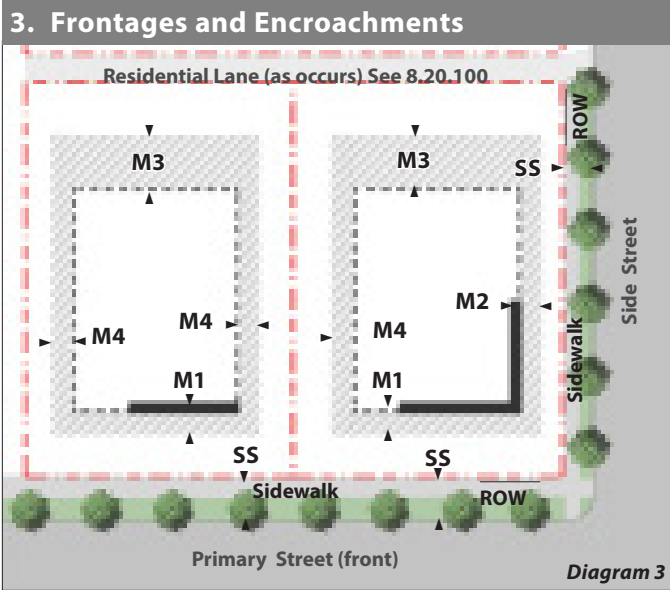 3. Frontages and Encroachments
Residential Lane (as occurs) See 8.20.100
ROW
M3
M3
SS
Side Street
M2
M4
M4
M4
Sidewalk
M1
M1
SS
SS
Sidewalk
ROW
Primary Street (front)
Diagram 3